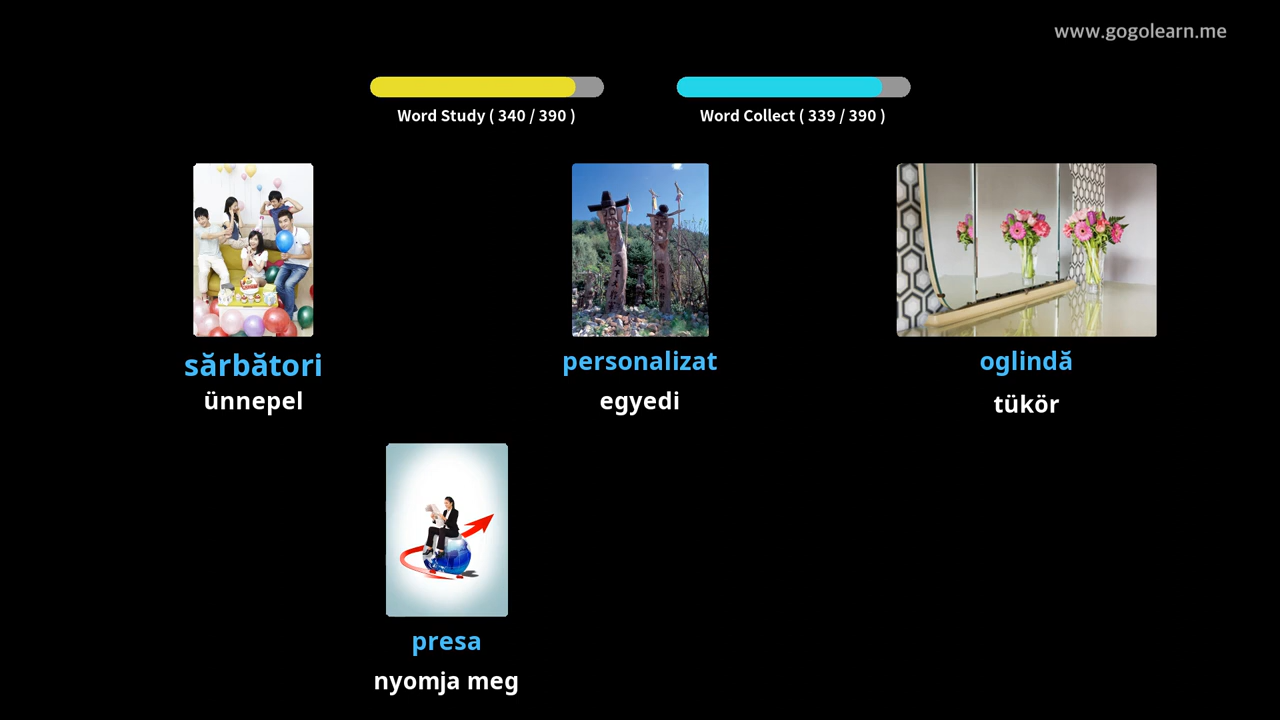 www.gogolearn.me
Word Study ( 340 / 390 )
Word Collect ( 339 / 390 )
sărbători
ünnepel
personalizat
egyedi
oglindă
tükör
presa
nyomja meg